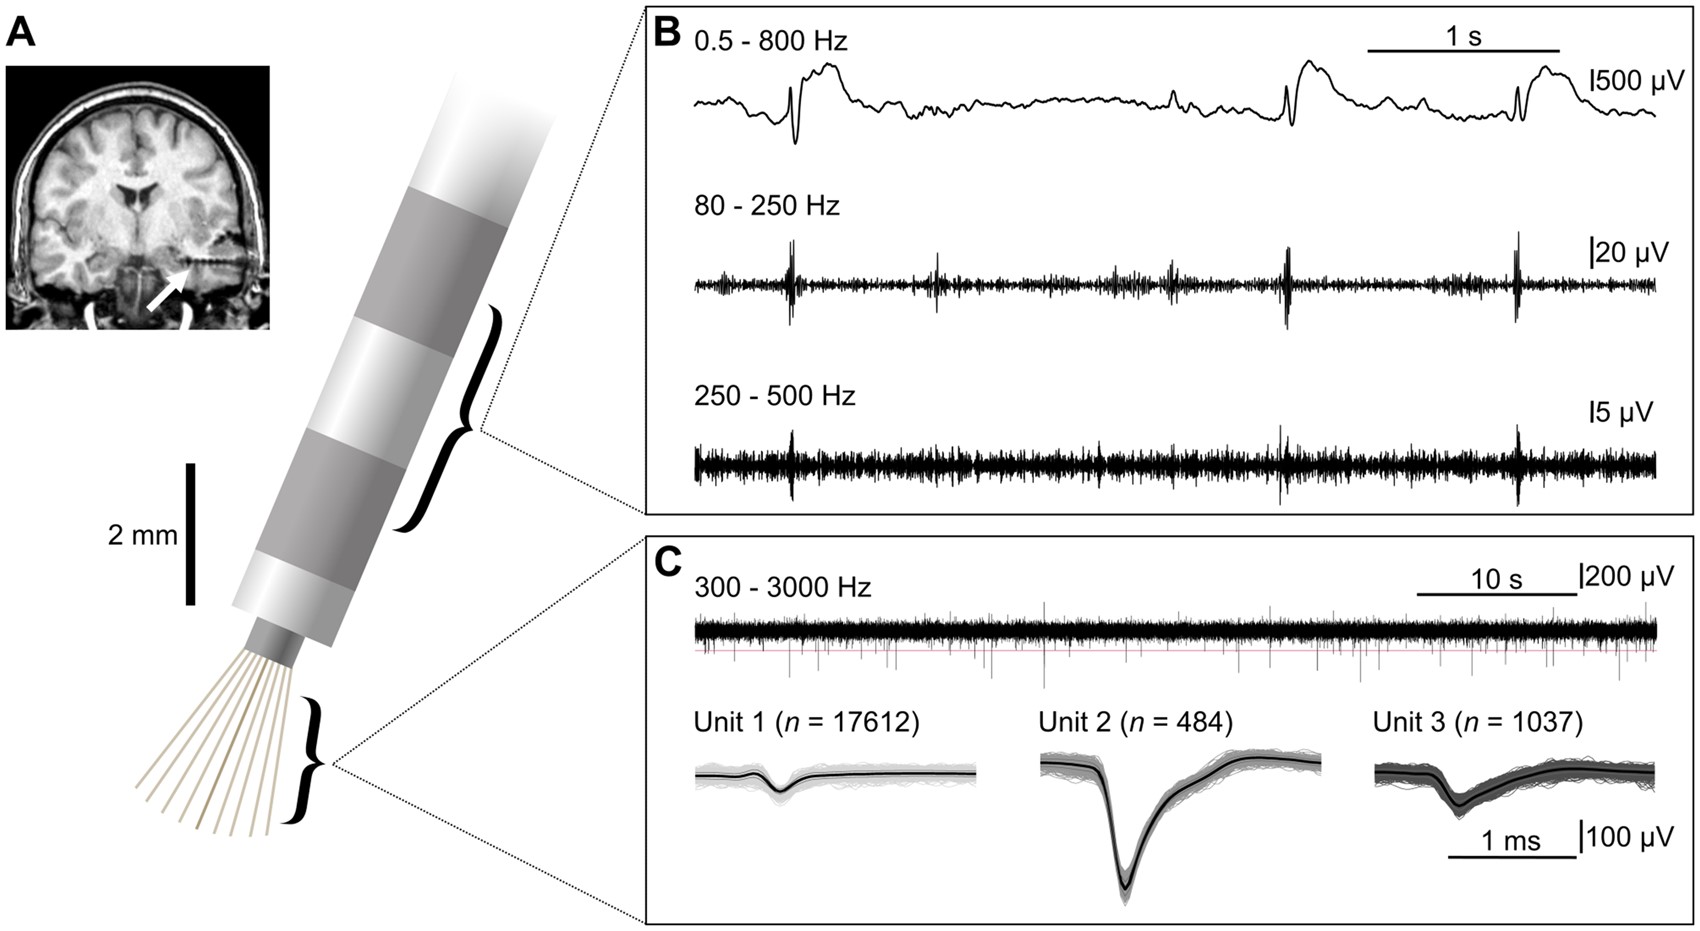 A
2 mm
B
0.5 - 800 Hz
1 s
500 µV
80 - 250 Hz
20 µV
250 - 500 Hz
5 µV
C
300 - 3000 Hz
10 s
200 µV
Unit 1 (n = 17612)
Unit 2 (n = 484)
Unit 3 (n = 1037)
1 ms
100 µV